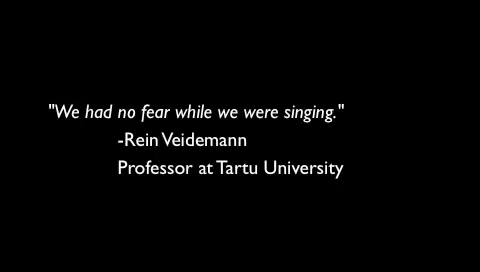 "We had no fear while we were singing."
-Rein Veidemann
Professor at Tartu University